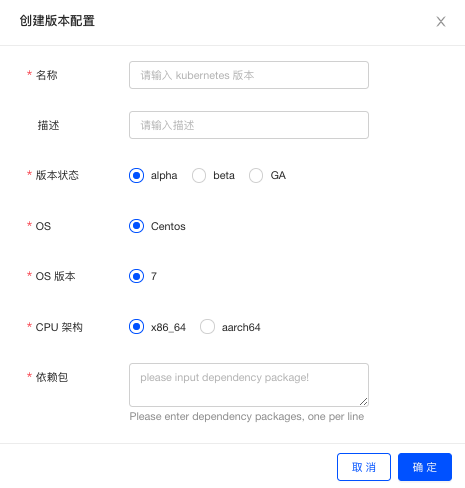 创建版本配置
* 名称 请输入 kubernetes 版本
描述 请输入描述
* 版本状态 alpha beta GA
* OS Centos
* OS 版本 7
* CPU 架构 x86_64 aarch64
* 依赖包 please input dependency package!
Please enter dependency packages, one per line
取 消 确 定